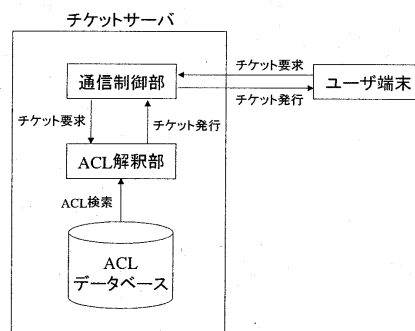 チケットサーバ
通信制御部
チケット要求
チケット発行
ユーザ端末
チケット要求
チケット発行
ACL解釈部
ACL検索
ACL
データベース